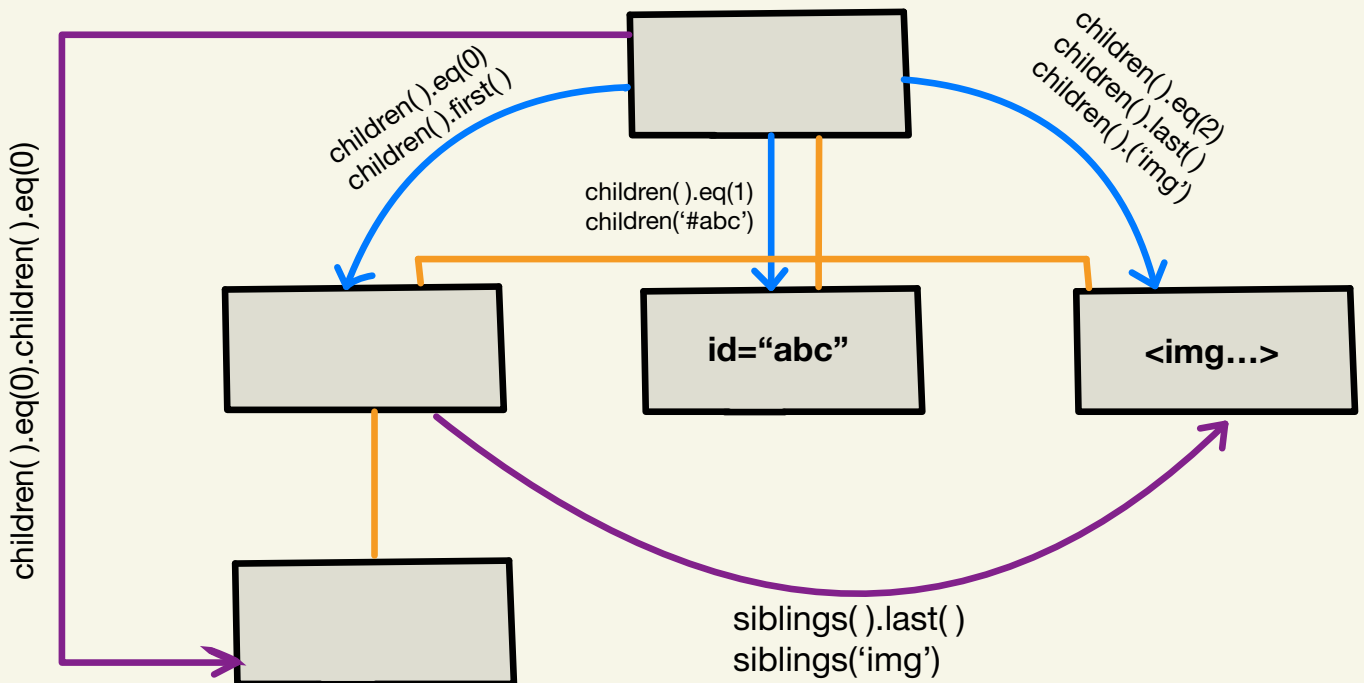 children( ).eq(0)
children( ).first( )
children( ).eq(2)
children( ).last( )
children( ).(‘img’)
children( ).eq(1)
children(‘#abc’)
children( ).eq(0).children( ).eq(0)
id=“abc”
<img…>
siblings( ).last( )
siblings(‘img’)